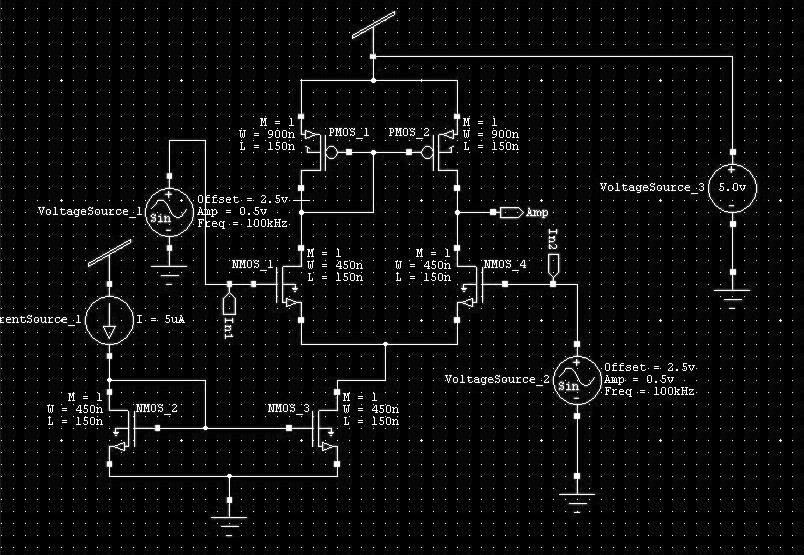 M = 1
W = 900n
L = 150n
PMOS_1
PMOS_2
M = 1
W = 900n
L = 150n
VoltageSource_1
+
Sin
-
Offset = 2.5v
Amp = 0.5v
Freq = 100kHz
VoltageSource_3
+
5.0v
-
Amp
In2
NMOS_1
M = 1
W = 450n
L = 150n
M = 1
W = 450n
L = 150n
NMOS_4
In1
rentSource_1
I = 5uA
VoltageSource_2
+
Sin
-
Offset = 2.5v
Amp = 0.5v
Freq = 100kHz
M = 1
W = 450n
L = 150n
NMOS_2
NMOS_3
M = 1
W = 450n
L = 150n